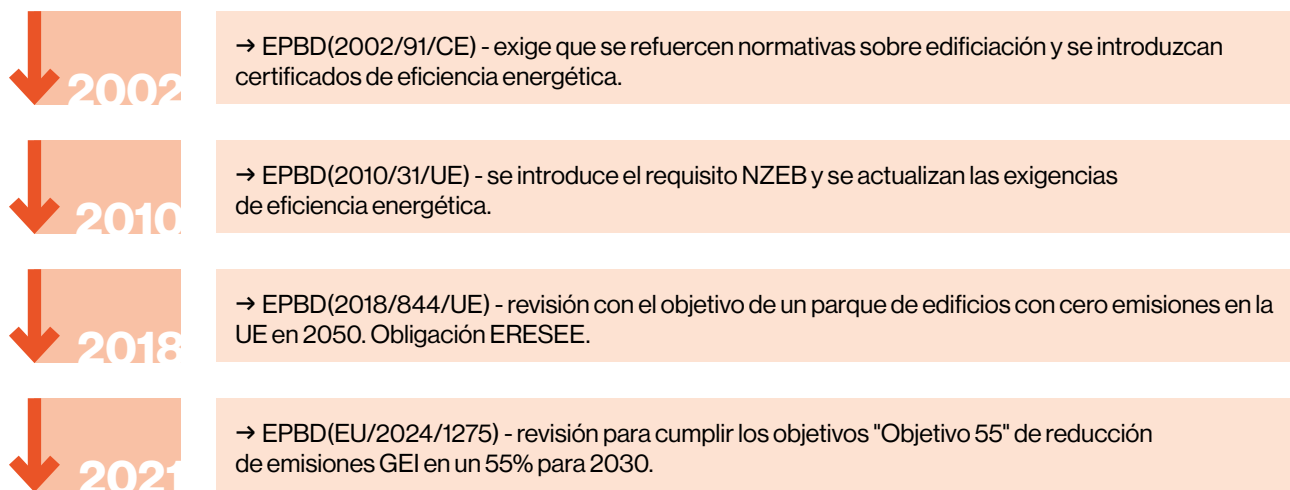 2002
→ EPBD(2002/91/CE) - exige que se refuercen normativas sobre edificiación y se introduzcan
certificados de eficiencia energética.
2010
→ EPBD(2010/31/UE) - se introduce el requisito NZEB y se actualizan las exigencias
de eficiencia energética.
2018
→ EPBD(2018/844/UE) - revisión con el objetivo de un parque de edificios con cero emisiones en la
UE en 2050. Obligación ERESEE.
2021
→ EPBD(EU/2024/1275) - revisión para cumplir los objetivos "Objetivo 55" de reducción
de emisiones GEI en un 55% para 2030.